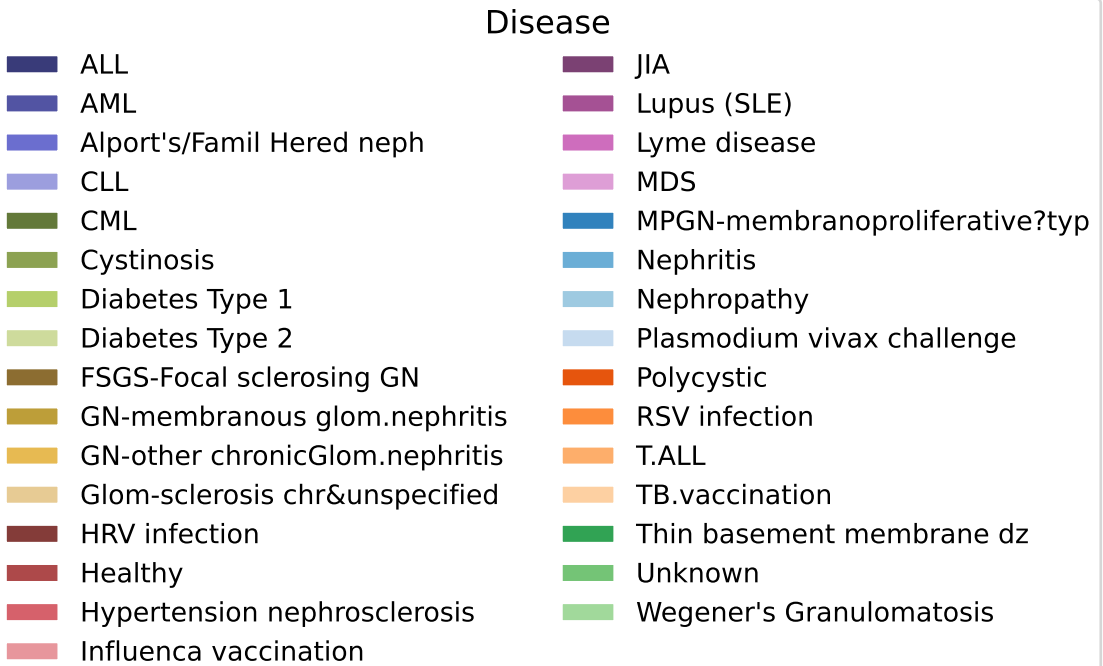 Disease
ALL
AML
Alport's/Famil Hered neph
CLL
CML
Cystinosis
Diabetes Type 1
Diabetes Type 2
FSGS-Focal sclerosing GN
GN-membranous glom.nephritis
GN-other chronicGlom.nephritis
Glom-sclerosis chr&unspecified
HRV infection
Healthy
Hypertension nephrosclerosis
Influenca vaccination
JIA
Lupus (SLE)
Lyme disease
MDS
MPGN-membranoproliferative?typ
Nephritis
Nephropathy
Plasmodium vivax challenge
Polycystic
RSV infection
T.ALL
TB.vaccination
Thin basement membrane dz
Unknown
Wegener's Granulomatosis